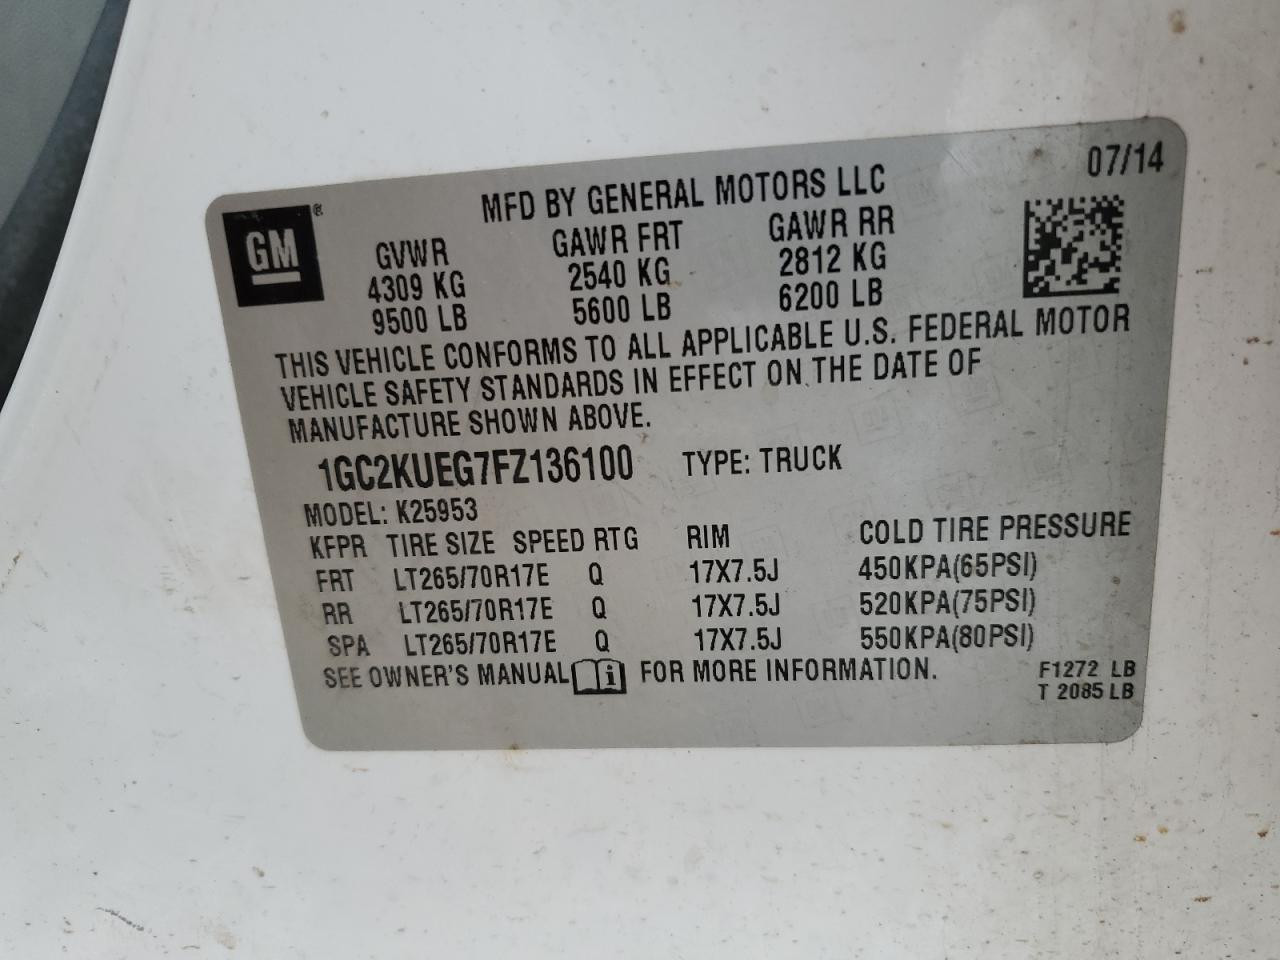 07/14
MFD BY GENERAL MOTORS LLC
GM ®
GVWR GAWR FRT GAWR RR
4309 KG 2540 KG 2812 KG
9500 LB 5600 LB 6200 LB
THIS VEHICLE CONFORMS TO ALL APPLICABLE U.S. FEDERAL MOTOR
VEHICLE SAFETY STANDARDS IN EFFECT ON THE DATE OF
MANUFACTURE SHOWN ABOVE.
1GC2KUEG7FZ136100 TYPE: TRUCK
MODEL: K25953
KFPR TIRE SIZE SPEED RTG RIM COLD TIRE PRESSURE
FRT LT265/70R17E Q 17X7.5J 450KPA(65PSI)
RR LT265/70R17E Q 17X7.5J 520KPA(75PSI)
SPA LT265/70R17E Q 17X7.5J 550KPA(80PSI)
SEE OWNER'S MANUAL i FOR MORE INFORMATION.
F1272 LB
T 2085 LB